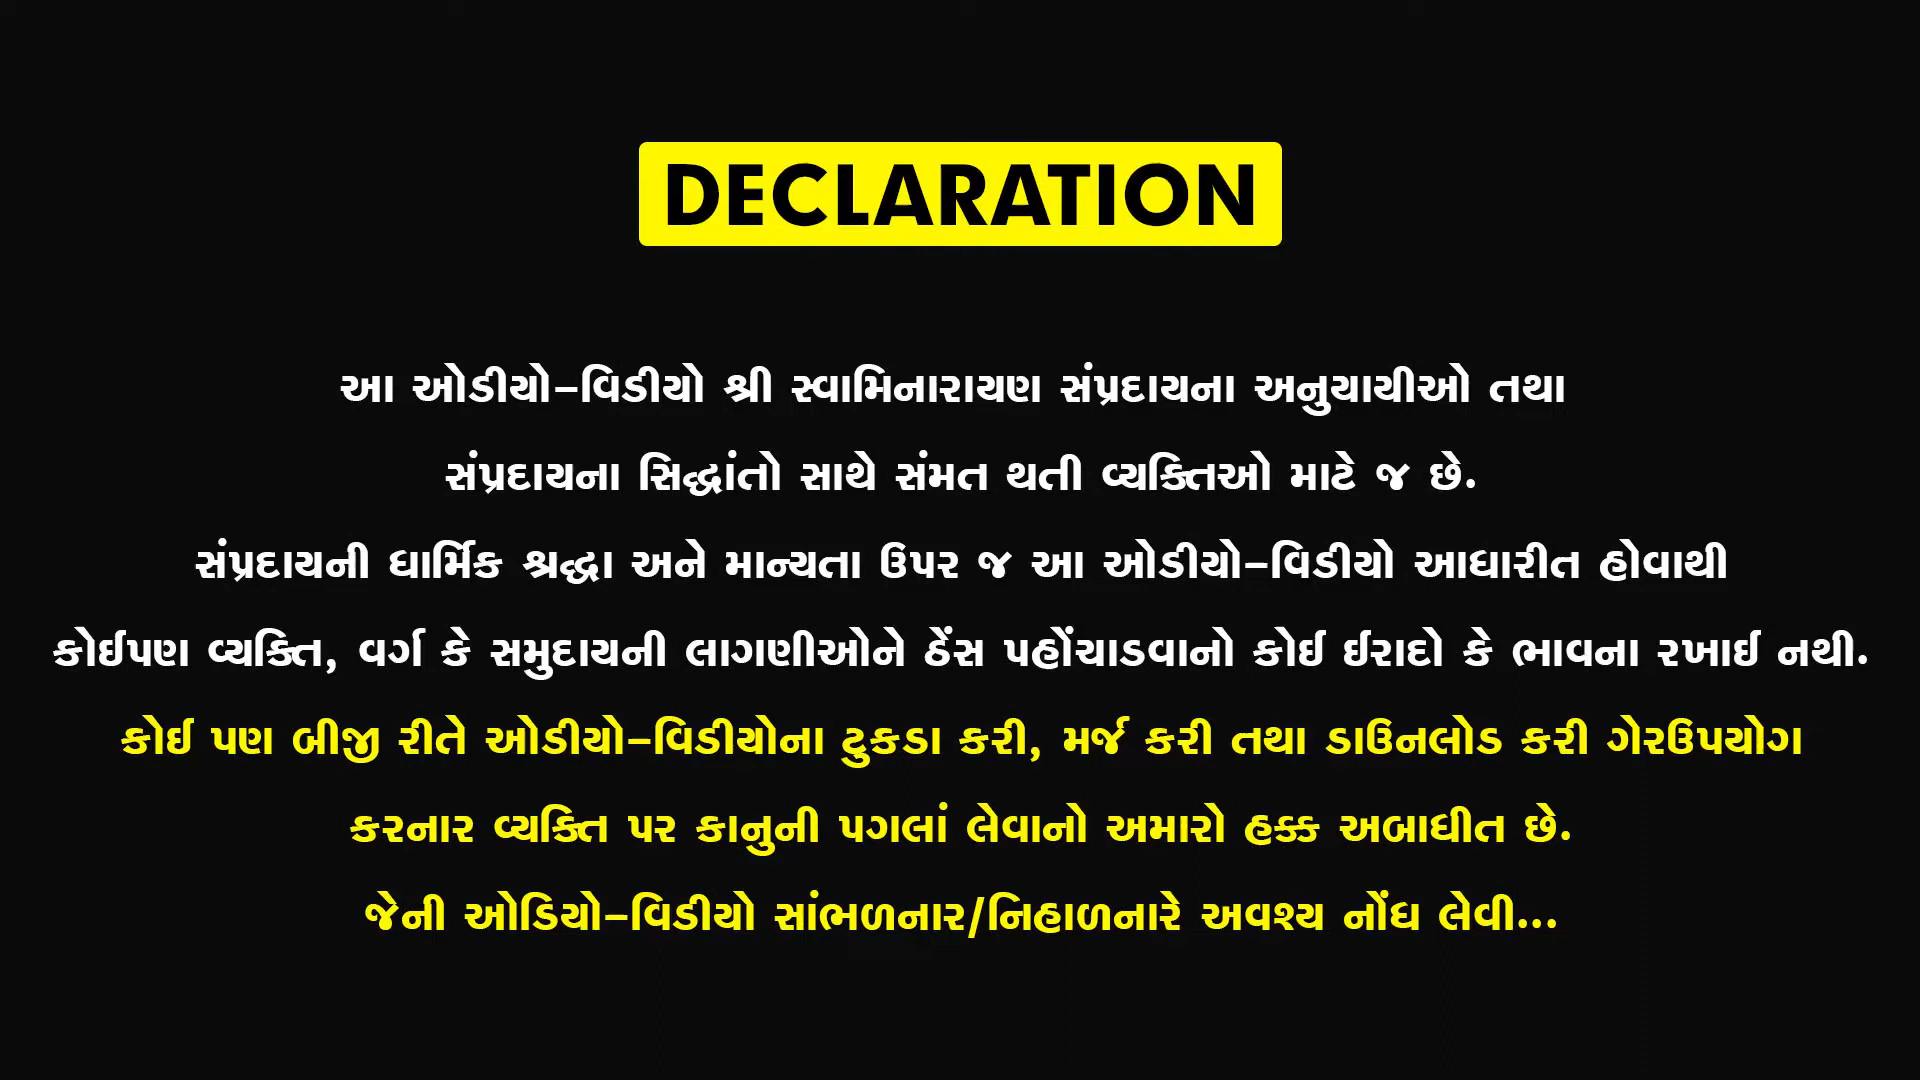 DECLARATION
આ ઓડીયો-વિડીયો શ્રી સ્વામિનારાયણ સંપ્રદાયના અનુયાયીઓ તથા
સંપ્રદાયના સિદ્ધાંતો સાથે સંમત થતી વ્યક્તિઓ માટે જ છે.
સંપ્રદાયની ધાર્મિક શ્રદ્ધા અને માન્યતા ઉપર જ આ ઓડીયો-વિડીયો આધારીત હોવાથી
કોઈપણ વ્યક્તિ, વર્ગ કે સમુદાયની લાગણીઓને ઠેંસ પહોંચાડવાનો કોઈ ઈરાદો કે ભાવના રખાઈ નથી.
કોઈ પણ બીજી રીતે ઓડીયો-વિડીયોના ટુકડા કરી, મર્જ કરી તથા ડાઉનલોડ કરી ગેરઉપયોગ
કરનાર વ્યક્તિ પર કાનુની પગલાં લેવાનો અમારો હક્ક અબાધીત છે.
જેની ઓડિયો-વિડીયો સાંભળનાર/નિહાળનારે અવશ્ય નોંધ લેવી...